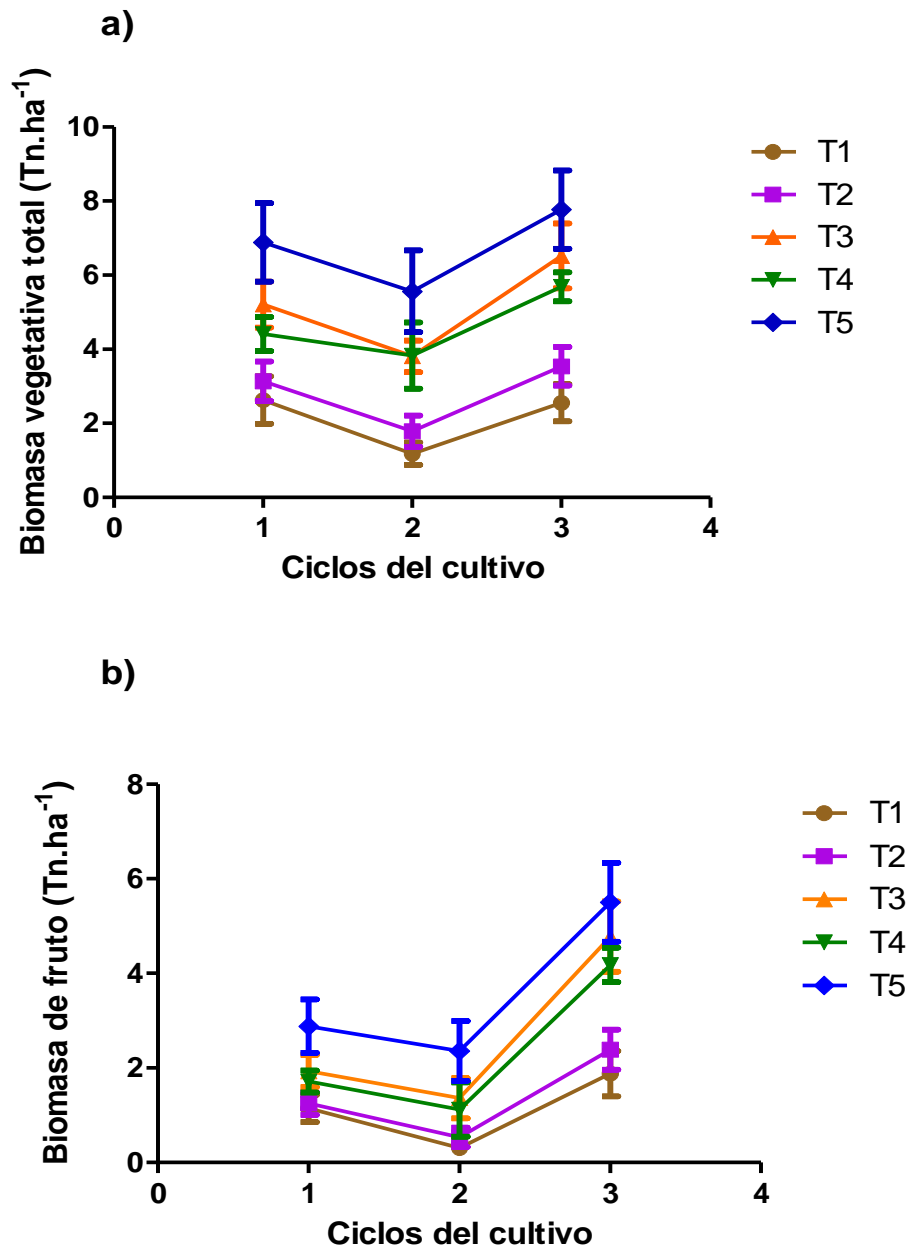 a)
Biomasa vegetativa total (Tn.ha⁻¹)
10
8
6
4
2
0
0 1 2 3 4
Ciclos del cultivo
T1
T2
T3
T4
T5
b)
Biomasa de fruto (Tn.ha⁻¹)
8
6
4
2
0
0 1 2 3 4
Ciclos del cultivo
T1
T2
T3
T4
T5